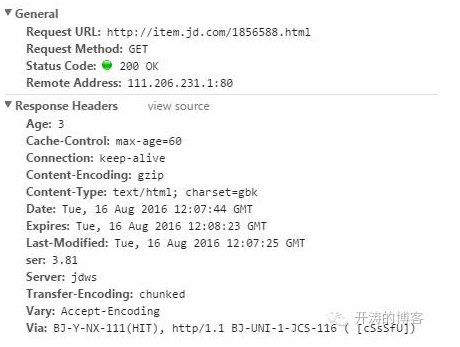 General
Request URL: http://item.jd.com/1856588.html
Request Method: GET
Status Code: 200 OK
Remote Address: 111.206.231.1:80
Response Headers view source
Age: 3
Cache-Control: max-age=60
Connection: keep-alive
Content-Encoding: gzip
Content-Type: text/html; charset=gbk
Date: Tue, 16 Aug 2016 12:07:44 GMT
Expires: Tue, 16 Aug 2016 12:08:23 GMT
Last-Modified: Tue, 16 Aug 2016 12:07:25 GMT
ser: 3.81
Server: jdws
Transfer-Encoding: chunked
Vary: Accept-Encoding
Via: BJ-Y-NX-111(HIT), http/1.1 BJ-UNI-1-JCS-116 ( [cSsSfU])
开涛的博客